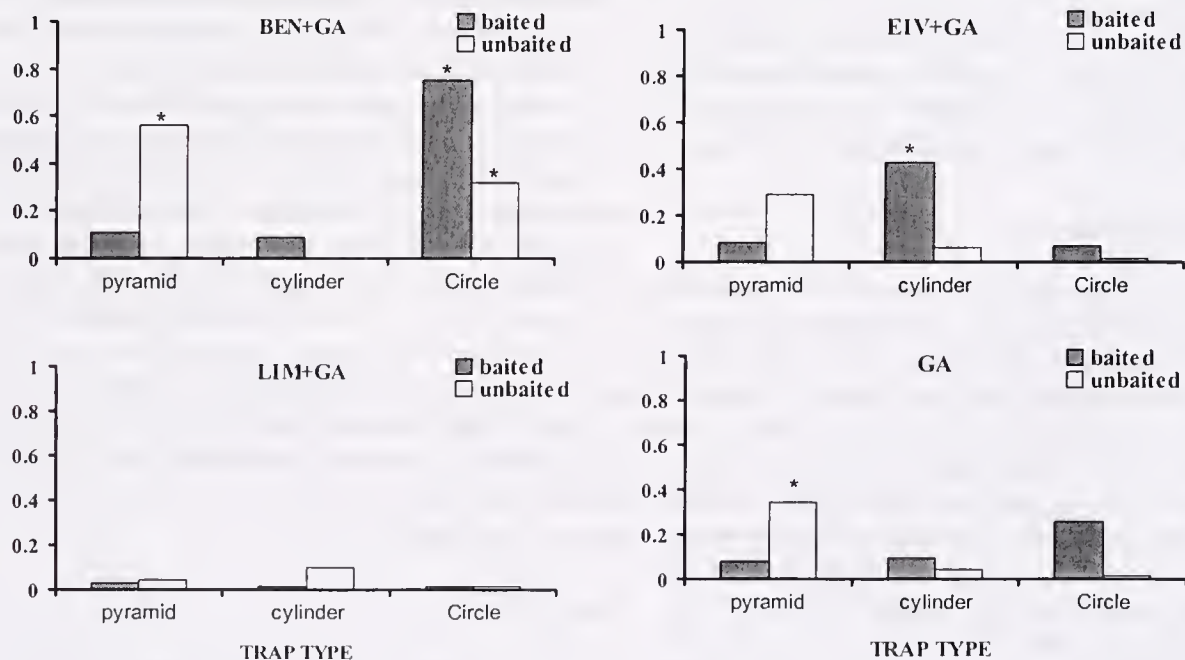 BEN+GA
baited
unbaited
1
0.8
0.6
0.4
0.2
0
*
*
*
pyramid
cylinder
Circle
EIV+GA
baited
unbaited
1
0.8
0.6
0.4
0.2
0
*
pyramid
cylinder
Circle
LIM+GA
baited
unbaited
1
0.8
0.6
0.4
0.2
0
pyramid
cylinder
Circle
TRAP TYPE
GA
baited
unbaited
1
0.8
0.6
0.4
0.2
0
*
pyramid
cylinder
Circle
TRAP TYPE